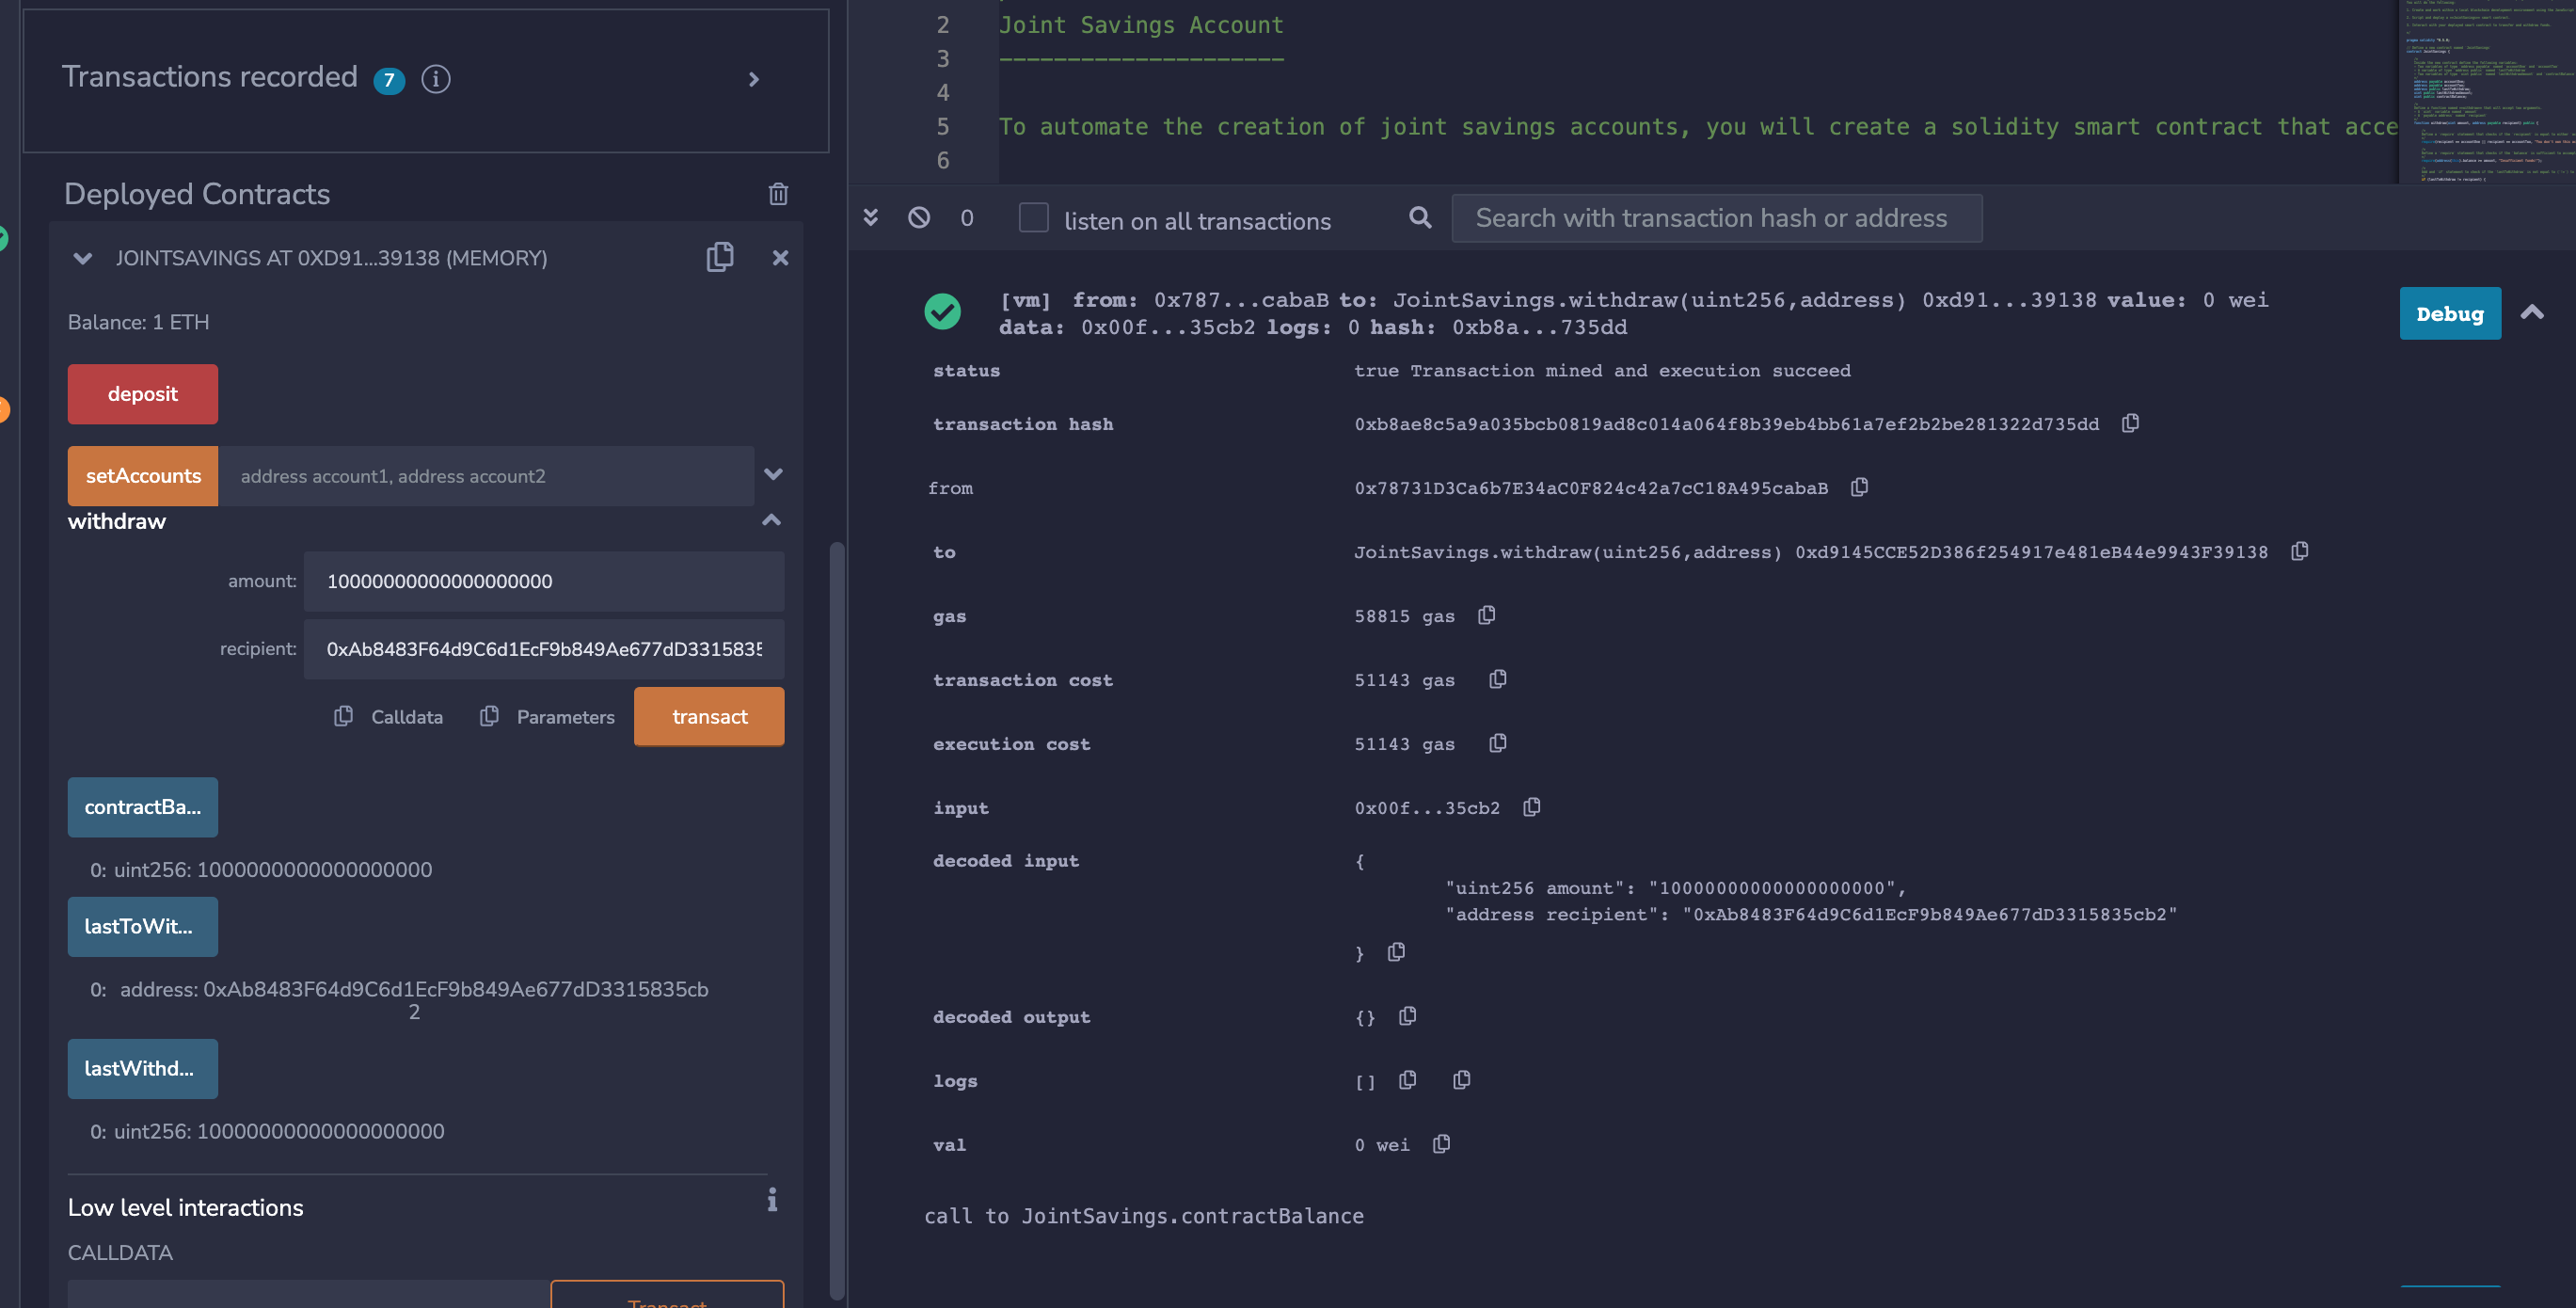 Transactions recorded 7 i
Deployed Contracts
JOINTSAVINGS AT 0XD91...39138 (MEMORY)
Balance: 1 ETH
deposit
setAccounts address account1, address account2
withdraw
amount: 10000000000000000000
recipient: 0xAb8483F64d9C6d1EcF9b849Ae677dD3315835
Calldata Parameters transact
contractBa...
0: uint256: 1000000000000000000
lastToWit...
0: address: 0xAb8483F64d9C6d1EcF9b849Ae677dD3315835cb
2
lastWithd...
0: uint256: 10000000000000000000
Low level interactions i
CALLDATA
Transact
2 Joint Savings Account
3 ---------------------
4
5 To automate the creation of joint savings accounts, you will create a solidity smart contract that acce
6
0 listen on all transactions Search with transaction hash or address
[vm] from: 0x787...cabaB to: JointSavings.withdraw(uint256,address) 0xd91...39138 value: 0 wei
data: 0x00f...35cb2 logs: 0 hash: 0xb8a...735dd
Debug
status true Transaction mined and execution succeed
transaction hash 0xb8ae8c5a9a035bcb0819ad8c014a064f8b39eb4bb61a7ef2b2be281322d735dd
from 0x78731D3Ca6b7E34aC0F824c42a7cC18A495cabaB
to JointSavings.withdraw(uint256,address) 0xd9145CCE52D386f254917e481eB44e9943F39138
gas 58815 gas
transaction cost 51143 gas
execution cost 51143 gas
input 0x00f...35cb2
decoded input {
"uint256 amount": "10000000000000000000",
"address recipient": "0xAb8483F64d9C6d1EcF9b849Ae677dD3315835cb2"
}
decoded output {}
logs []
val 0 wei
call to JointSavings.contractBalance